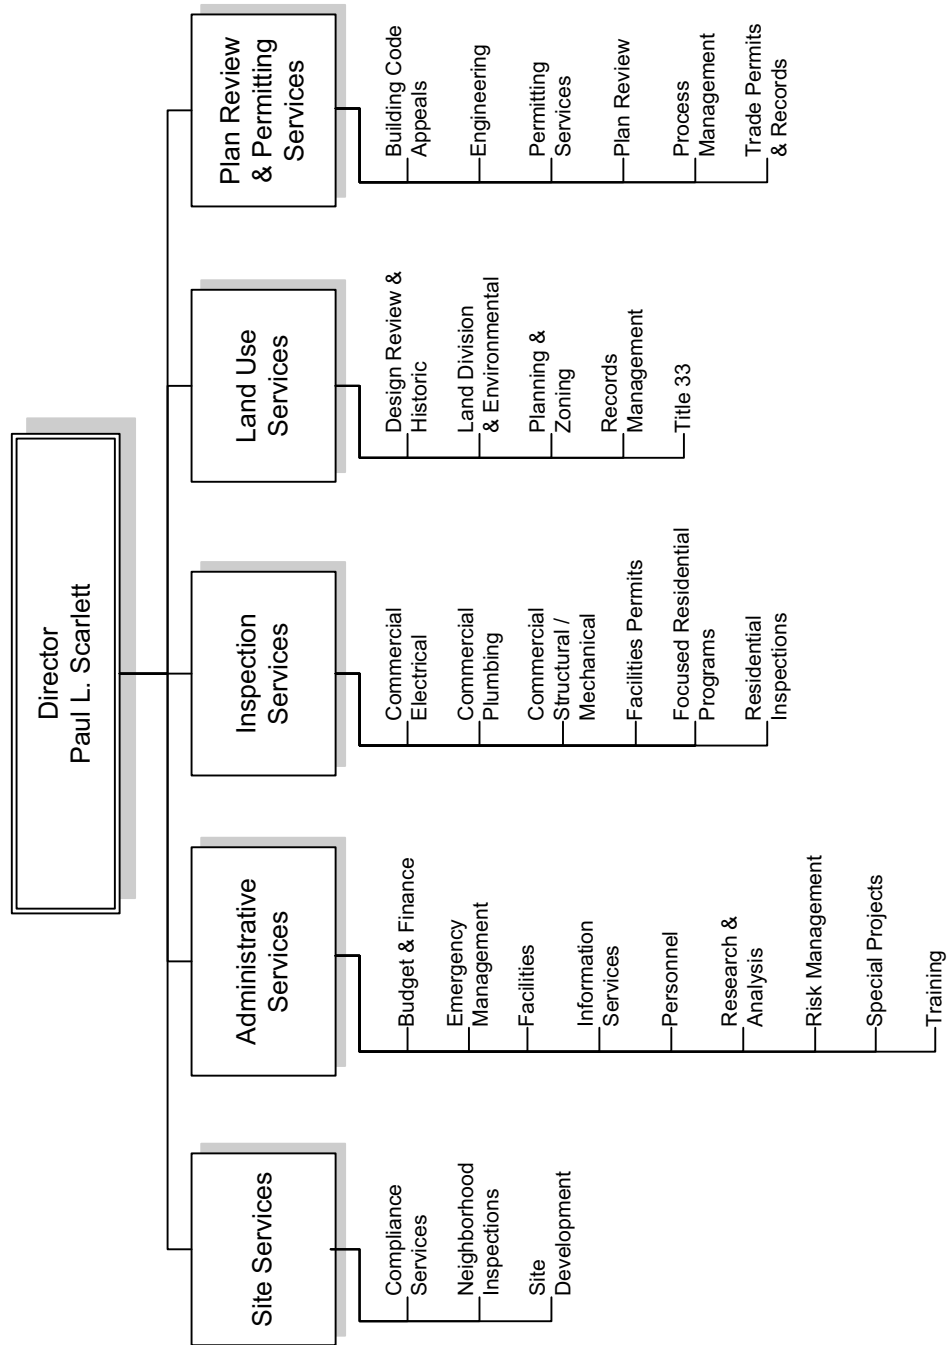 Director
Paul L. Scarlett
Site Services
Compliance
Services
Neighborhood
Inspections
Site
Development
Administrative
Services
Budget & Finance
Emergency
Management
Facilities
Information
Services
Personnel
Research &
Analysis
Risk Management
Special Projects
Training
Inspection
Services
Commercial
Electrical
Commercial
Plumbing
Commercial
Structural /
Mechanical
Facilities Permits
Focused Residential
Programs
Residential
Inspections
Land Use
Services
Design Review &
Historic
Land Division
& Environmental
Planning &
Zoning
Records
Management
Title 33
Plan Review
& Permitting
Services
Building Code
Appeals
Engineering
Permitting
Services
Plan Review
Process
Management
Trade Permits
& Records